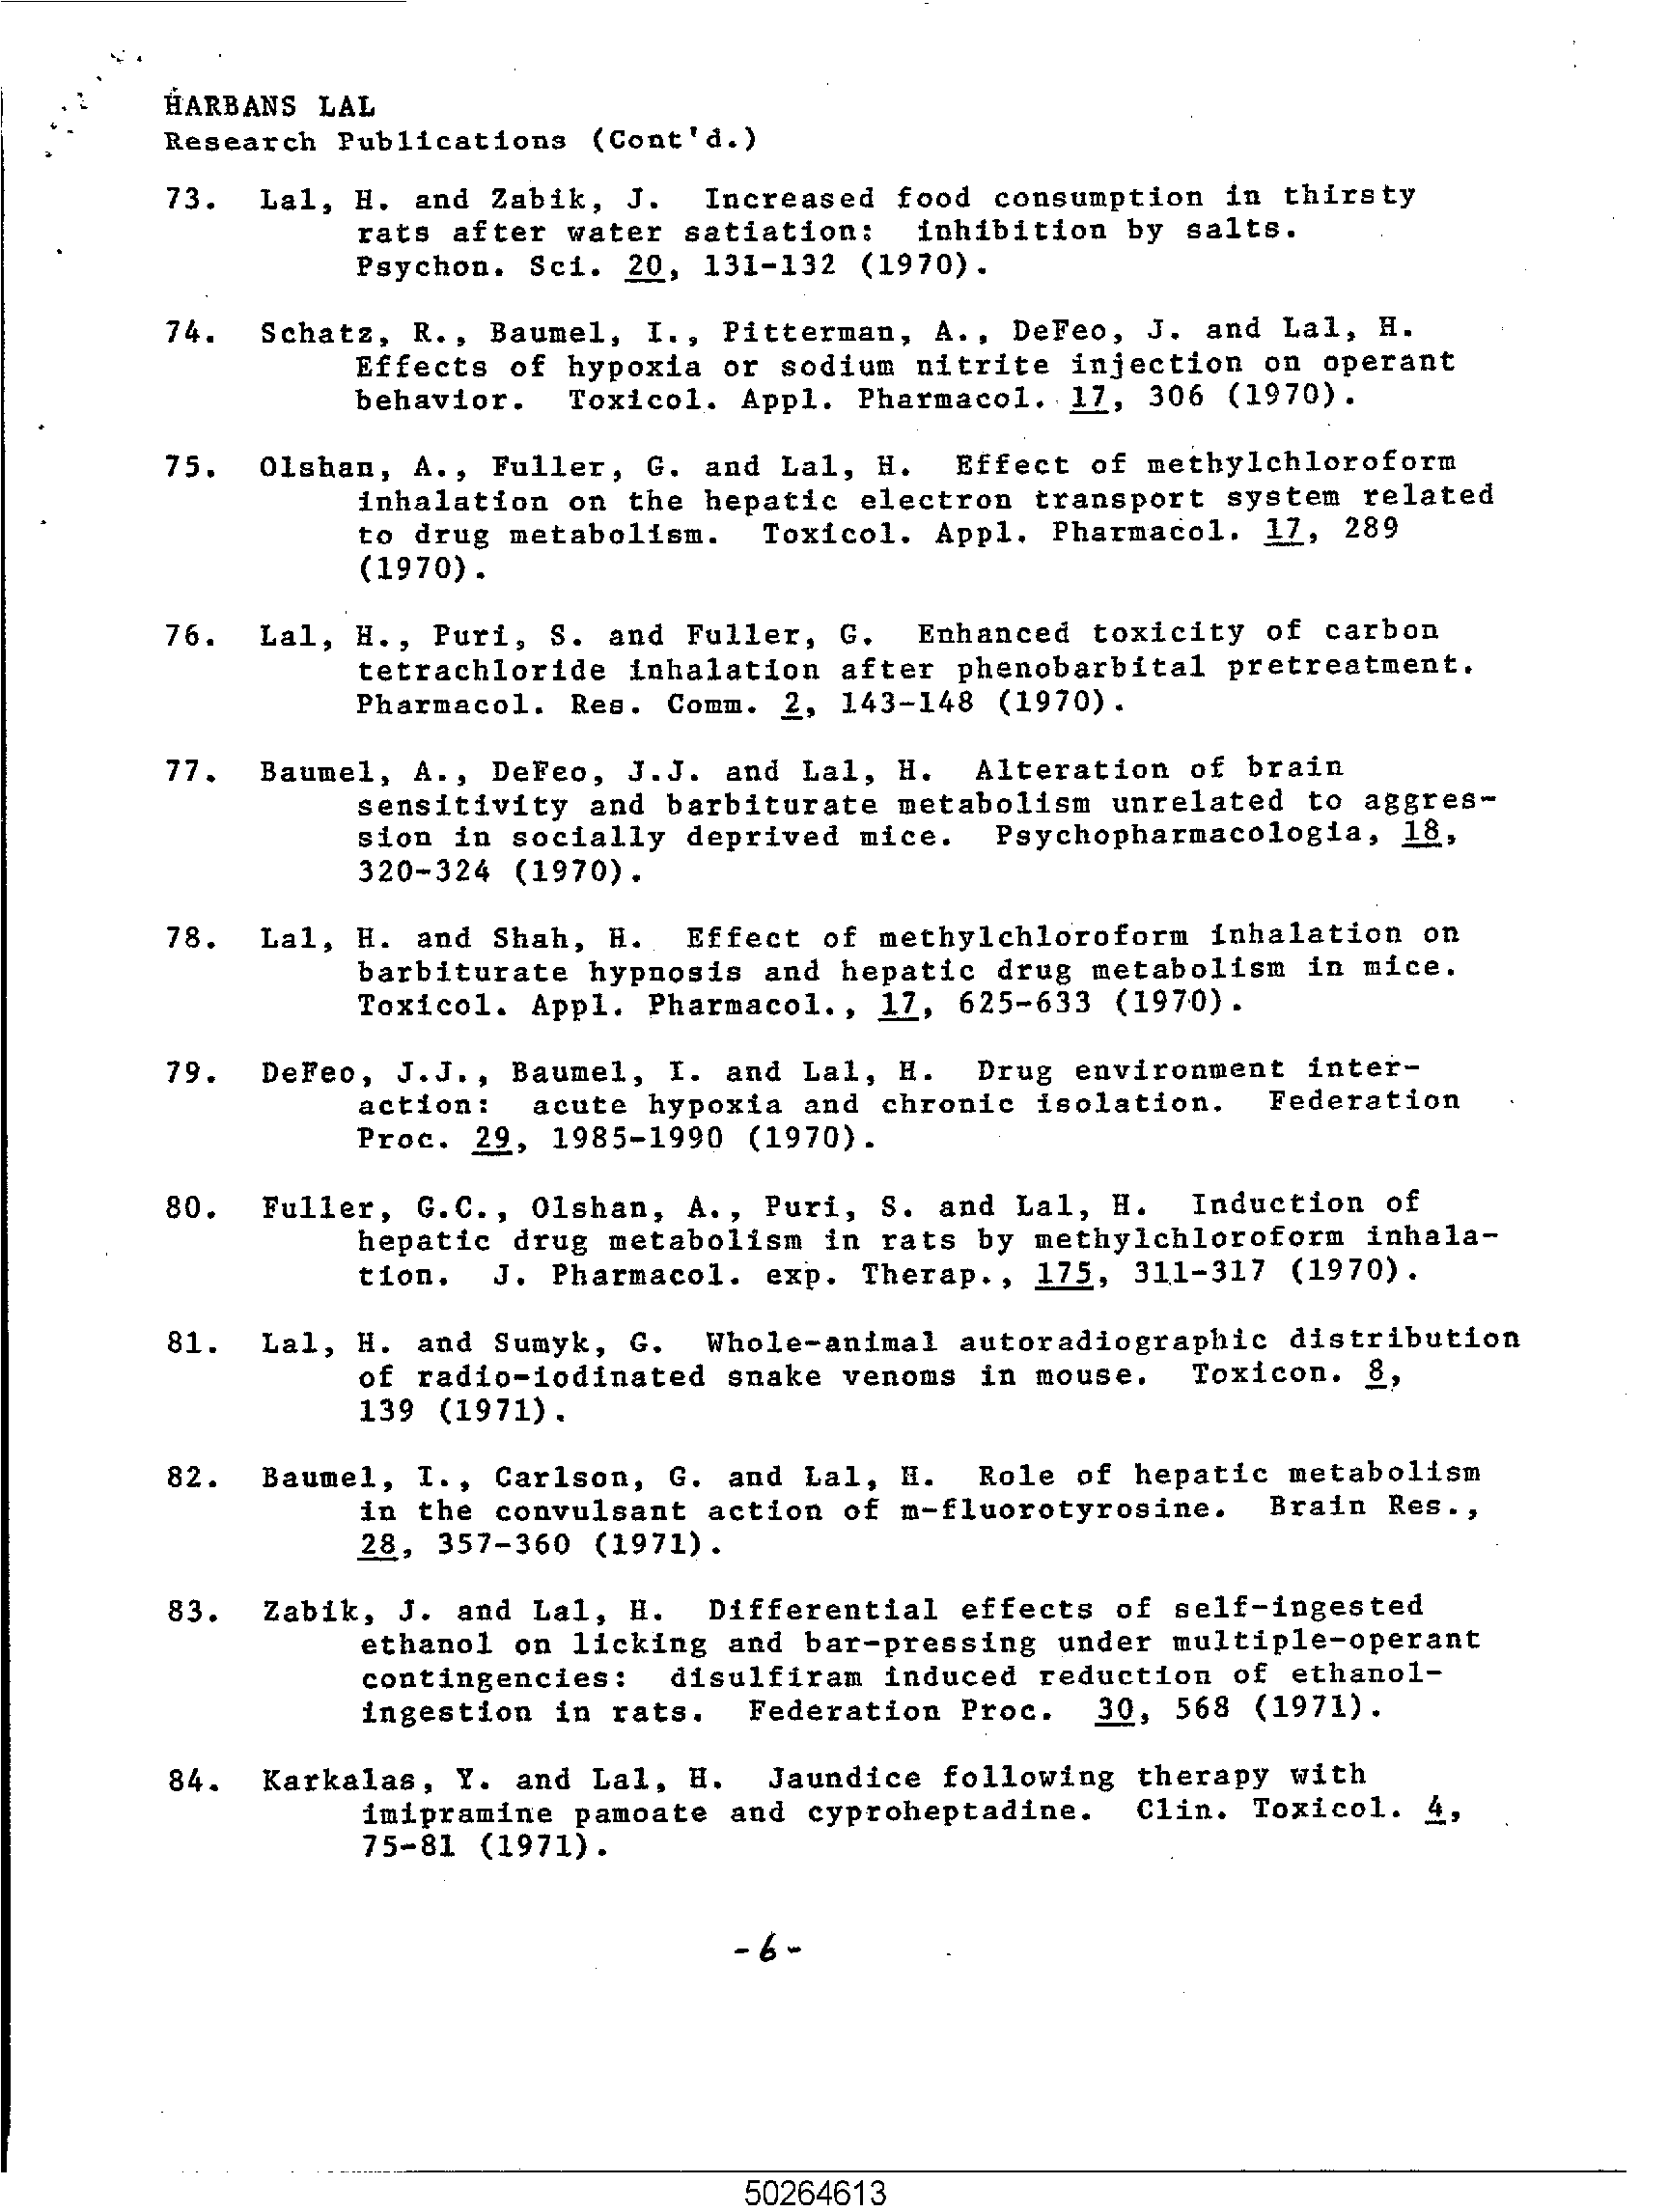 HARBANS LAL
Research Publications (Cont'd.)
73. Lal, H. and Zabik, J. Increased food consumption in thirsty
rats after water satiation: inhibition by salts.
Psychon. Sci. 20, 131-132 (1970).
74. Schatz, R., Baumel, I., Pitterman, A., DeFeo, J. and Lal, H.
Effects of hypoxia or sodium nitrite injection on operant
behavior. Toxicol. Appl. Pharmacol. 17, 306 (1970).
75. Olshan, A., Fuller, G. and Lal, H. Effect of methylchloroform
inhalation on the hepatic electron transport system related
to drug metabolism. Toxicol. Appl. Pharmacol. 17, 289
(1970).
76. Lal, H., Puri, S. and Fuller, G. Enhanced toxicity of carbon
tetrachloride inhalation after phenobarbital pretreatment.
Pharmacol. Res. Comm. 2, 143-148 (1970).
77. Baumel, A., DeFeo, J.J. and Lal, H. Alteration of brain
sensitivity and barbiturate metabolism unrelated to aggres-
sion in socially deprived mice. Psychopharmacologia, 18,
320-324 (1970).
78. Lal, H. and Shah, H. Effect of methylchloroform inhalation on
barbiturate hypnosis and hepatic drug metabolism in mice.
Toxicol. Appl. Pharmacol., 17, 625-633 (1970).
79. DeFeo, J.J., Baumel, I. and Lal, H. Drug environment inter-
action: acute hypoxia and chronic isolation. Federation
Proc. 29, 1985-1990 (1970).
80. Fuller, G.C., Olshan, A., Puri, S. and Lal, H. Induction of
hepatic drug metabolism in rats by methylchloroform inhala-
tion. J. Pharmacol. exp. Therap., 175, 311-317 (1970).
81. Lal, H. and Sumyk, G. Whole-animal autoradiographic distribution
of radio-iodinated snake venoms in mouse. Toxicon. 8,
139 (1971).
82. Baumel, I., Carlson, G. and Lal, H. Role of hepatic metabolism
in the convulsant action of m-fluorotyrosine. Brain Res.,
28, 357-360 (1971).
83. Zabik, J. and Lal, H. Differential effects of self-ingested
ethanol on licking and bar-pressing under multiple-operant
contingencies: disulfiram induced reduction of ethanol-
ingestion in rats. Federation Proc. 30, 568 (1971).
84. Karkalas, Y. and Lal, H. Jaundice following therapy with
imipramine pamoate and cyproheptadine. Clin. Toxicol. 4,
75-81 (1971).
-6-
50264613